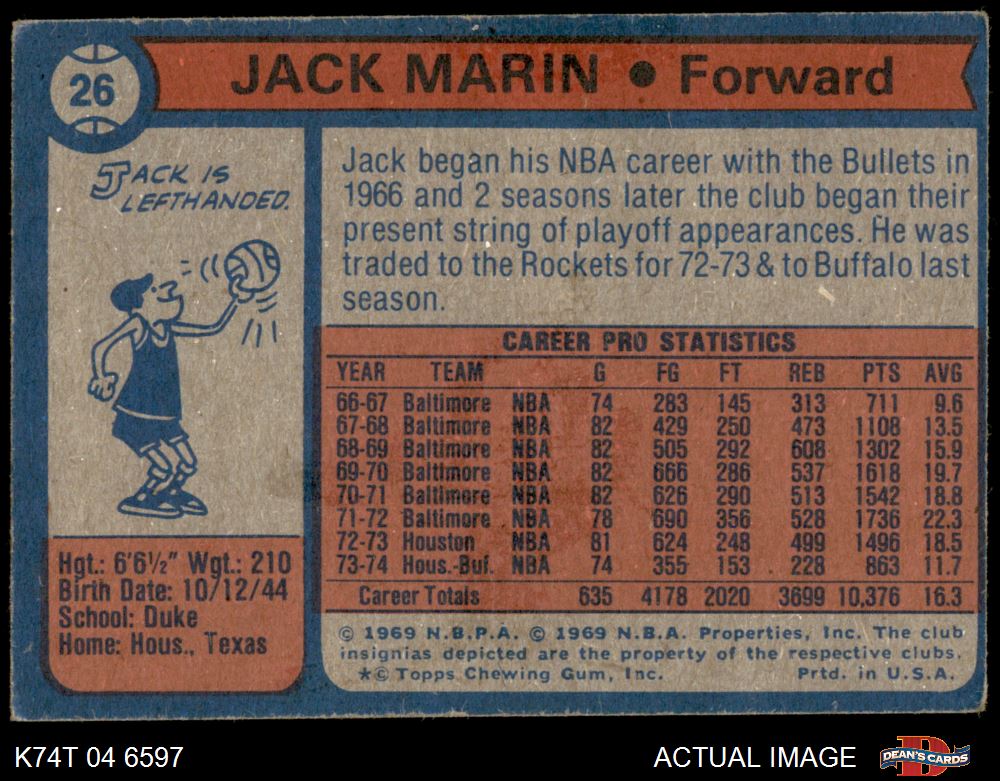 26
JACK MARIN • Forward
JACK IS
LEFTHANDED.
Jack began his NBA career with the Bullets in
1966 and 2 seasons later the club began their
present string of playoff appearances. He was
traded to the Rockets for 72-73 & to Buffalo last
season.
CAREER PRO STATISTICS
YEAR TEAM G FG FT REB PTS AVG
66-67 Baltimore NBA 74 283 145 313 711 9.6
67-68 Baltimore NBA 82 429 250 473 1108 13.5
68-69 Baltimore NBA 82 505 292 608 1302 15.9
69-70 Baltimore NBA 82 666 286 537 1618 19.7
70-71 Baltimore NBA 82 626 290 513 1542 18.8
71-72 Baltimore NBA 78 690 356 528 1736 22.3
72-73 Houston NBA 81 624 248 499 1496 18.5
73-74 Hous.-Buf. NBA 74 355 153 228 863 11.7
Career Totals 635 4178 2020 3699 10,376 16.3
Hgt.: 6'6½" Wgt.: 210
Birth Date: 10/12/44
School: Duke
Home: Hous., Texas
© 1969 N.B.P.A. © 1969 N.B.A. Properties, Inc. The club
insignias depicted are the property of the respective clubs.
*© Topps Chewing Gum, Inc. Prtd. in U.S.A.
K74T 04 6597
ACTUAL IMAGE
D
DEAN'S CARDS